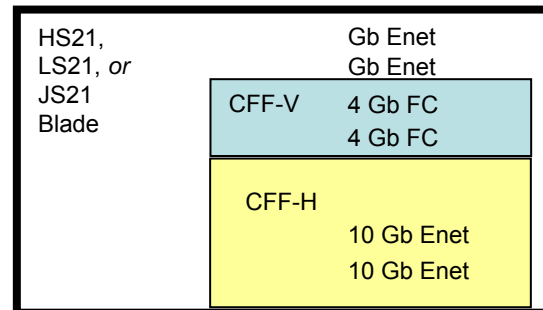 HS21,
LS21, or
JS21
Blade
Gb Enet
Gb Enet
CFF-V 4 Gb FC
4 Gb FC
CFF-H
10 Gb Enet
10 Gb Enet